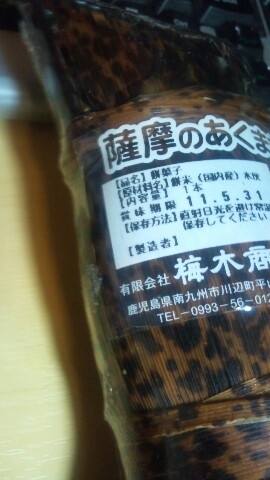 薩摩のあくま
【品名】餅菓子
【原材料名】餅米（国内産）木灰
【内容量】1本
賞味期限 11.5.31
【保存方法】直射日光を避け常温
保存してください
【製造者】
有限会社 梅木商
鹿児島県南九州市川辺町平山
TEL－0993－56－012